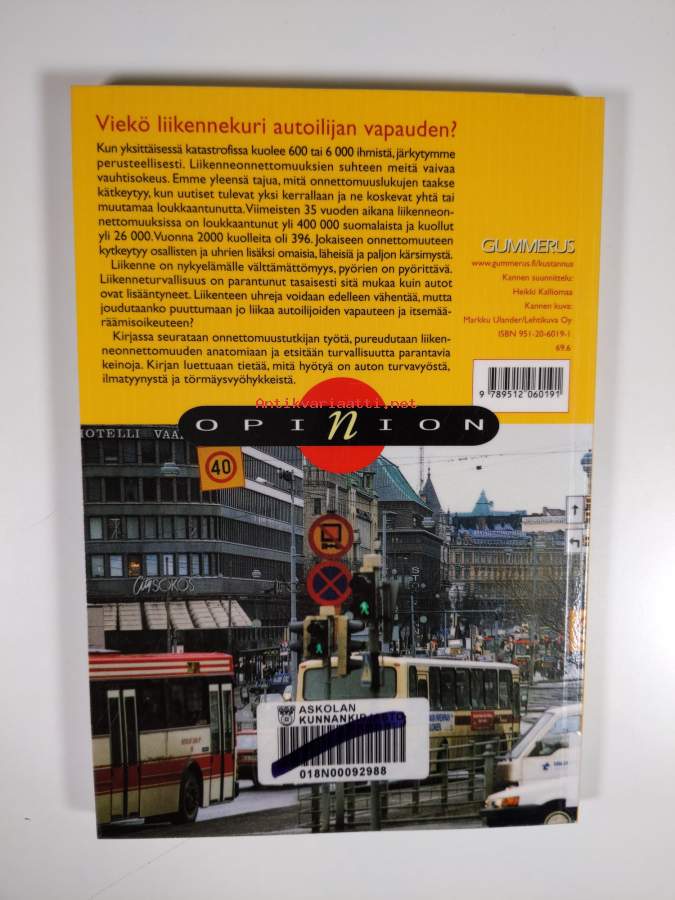 Viekö liikennekuri autoilijan vapauden?
Kun yksittäisessä katastrofissa kuolee 600 tai 6 000 ihmistä, järkytymme
perusteellisesti. Liikenneonnettomuuksien suhteen meitä vaivaa
vauhtisokeus. Emme yleensä tajua, mitä onnettomuuslukujen taakse
kätkeytyy, kun uutiset tulevat yksi kerrallaan ja ne koskevat yhtä tai
muutamaa loukkaantunutta. Viimeisten 35 vuoden aikana liikenneon-
nettomuuksissa on loukkaantunut yli 400 000 suomalaista ja kuollut
yli 26 000. Vuonna 2000 kuolleita oli 396. Jokaiseen onnettomuuteen
kytkeytyy osallisten ja uhrien lisäksi omaisia, läheisiä ja paljon kärsimystä.
Liikenne on nykyelämälle välttämättömyys, pyörien on pyörittävä.
Liikenneturvallisuus on parantunut tasaisesti sitä mukaa kuin autot
ovat lisääntyneet. Liikenteen uhreja voidaan edelleen vähentää, mutta
joudutaanko puuttumaan jo liikaa autoilijoiden vapauteen ja itsemää-
räämisoikeuteen?
Kirjassa seurataan onnettomuustutkijan työtä, pureudutaan liiken-
neonnettomuuden anatomiaan ja etsitään turvallisuutta parantavia
keinoja. Kirjan luettuaan tietää, mitä hyötyä on auton turvavyöstä,
ilmatyynystä ja törmäysvyöhykkeistä.
GUMMERUS
www.gummerus.fi/kustannus
Kannen suunnittelu:
Heikki Kalliomaa
Kannen kuva:
Markku Ulander/Lehtikuva Oy
ISBN 951-20-6019-1
69.6
9 789512 060191
Antikvariaatti.net
OPINION
HOTELLI VAA
40
SOKOS
ASKOLAN
KUNNANKIRJASTO
018N00092988